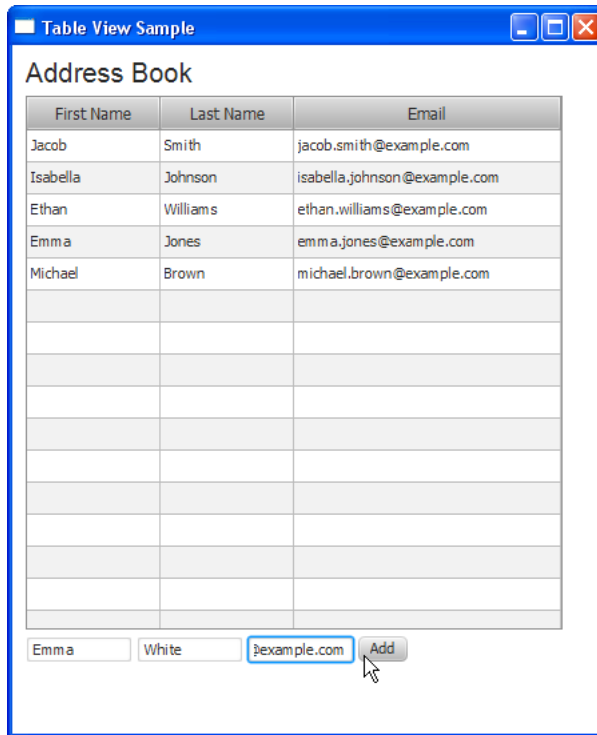 Table View Sample
Address Book
First Name Last Name Email
Jacob Smith jacob.smith@example.com
Isabella Johnson isabella.johnson@example.com
Ethan Williams ethan.williams@example.com
Emma Jones emma.jones@example.com
Michael Brown michael.brown@example.com
Emma White @example.com Add